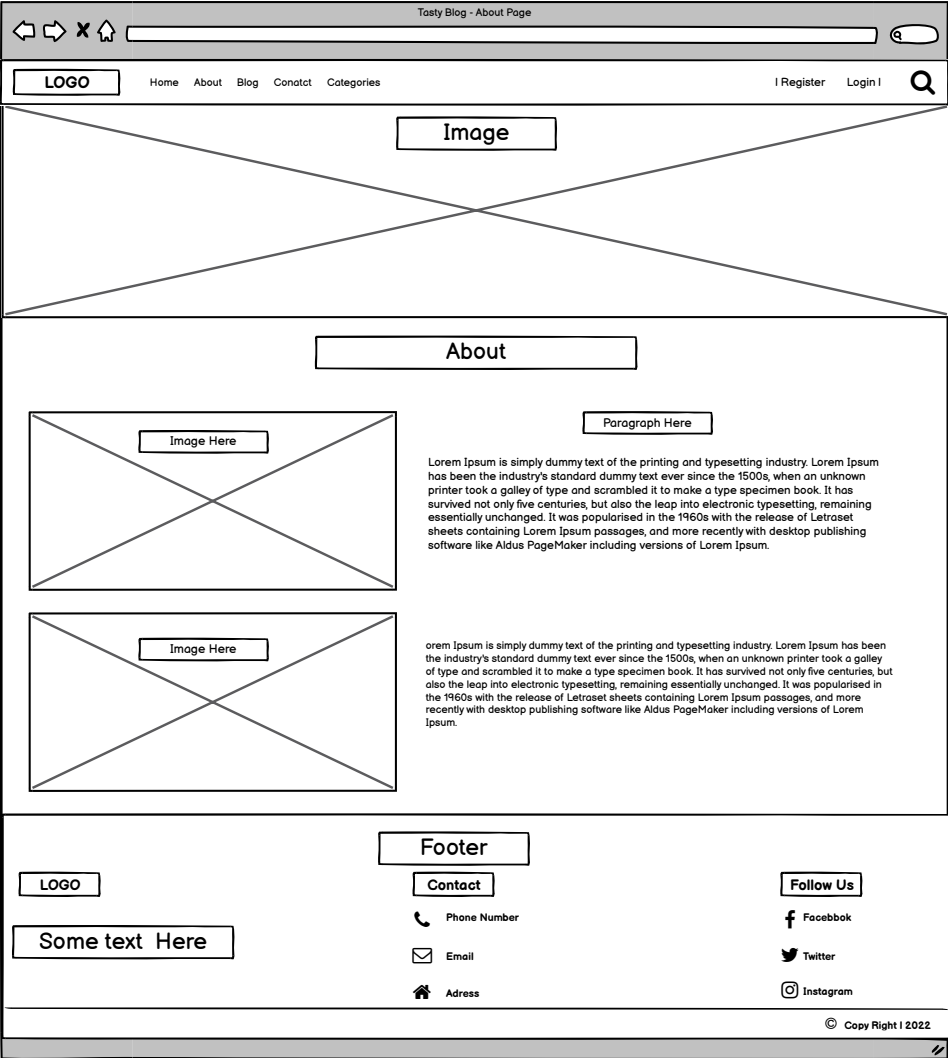 Tasty Blog - About Page
LOGO Home About Blog Conatct Categories I Register Login I
Image
About
Image Here
Paragraph Here
Lorem Ipsum is simply dummy text of the printing and typesetting industry. Lorem Ipsum
has been the industry's standard dummy text ever since the 1500s, when an unknown
printer took a galley of type and scrambled it to make a type specimen book. It has
survived not only five centuries, but also the leap into electronic typesetting, remaining
essentially unchanged. It was popularised in the 1960s with the release of Letraset
sheets containing Lorem Ipsum passages, and more recently with desktop publishing
software like Aldus PageMaker including versions of Lorem Ipsum.
Image Here
orem Ipsum is simply dummy text of the printing and typesetting industry. Lorem Ipsum has been
the industry's standard dummy text ever since the 1500s, when an unknown printer took a galley
of type and scrambled it to make a type specimen book. It has survived not only five centuries, but
also the leap into electronic typesetting, remaining essentially unchanged. It was popularised in
the 1960s with the release of Letraset sheets containing Lorem Ipsum passages, and more
recently with desktop publishing software like Aldus PageMaker including versions of Lorem
Ipsum.
Footer
LOGO
Some text Here
Contact
Phone Number
Email
Adress
Follow Us
Facebbok
Twitter
Instagram
© Copy Right I 2022